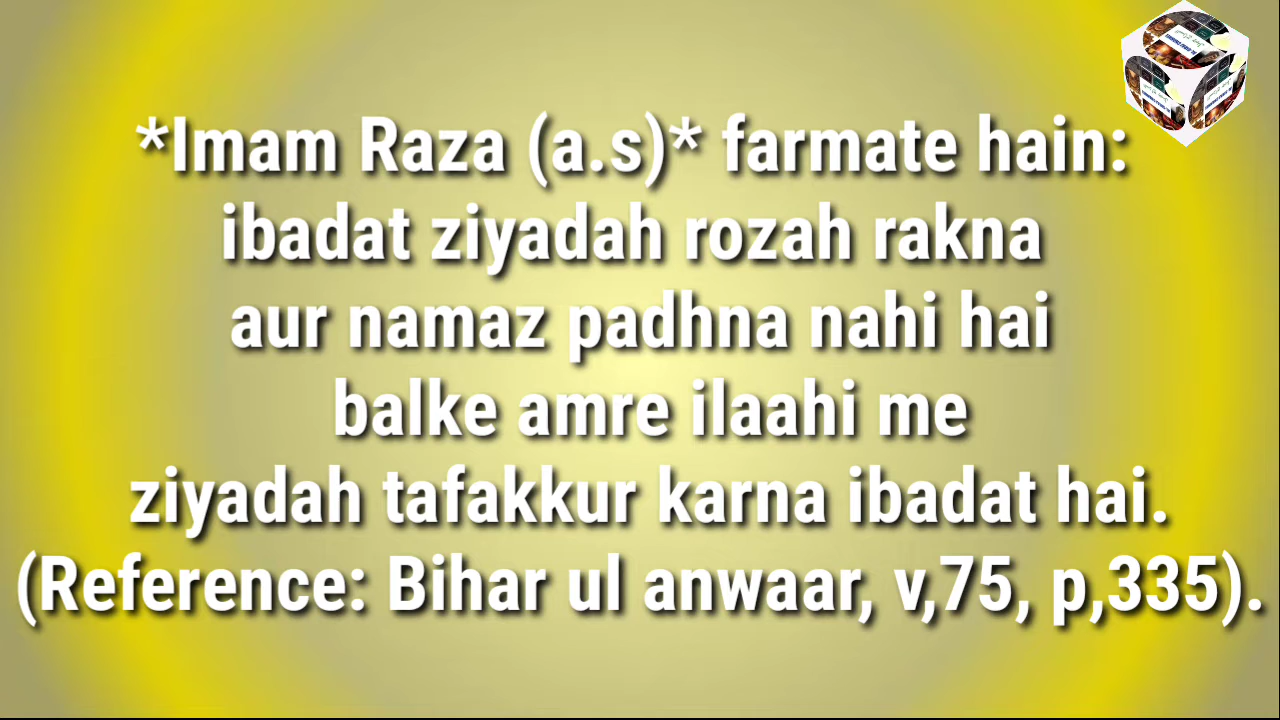 *Imam Raza (a.s)* farmate hain:
ibadat ziyadah rozah rakna
aur namaz padhna nahi hai
balke amre ilaahi me
ziyadah tafakkur karna ibadat hai.
(Reference: Bihar ul anwaar, v,75, p,335).